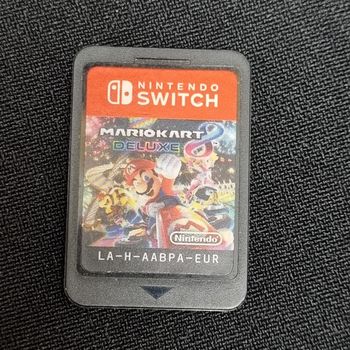 NINTENDO
SWITCH
MARIOKART 8
DELUXE
Nintendo
LA-H-AABPA-EUR